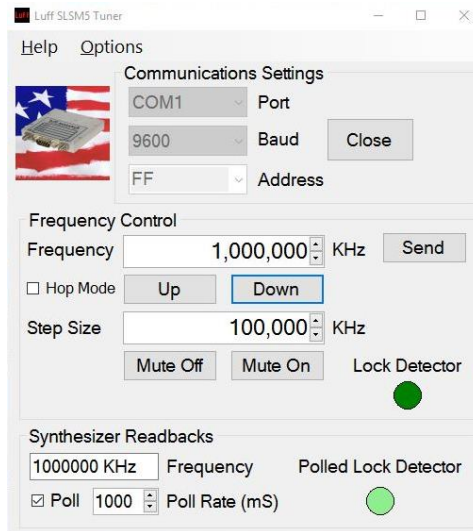 Luff SLSM5 Tuner
Help Options
Communications Settings
COM1 Port
9600 Baud Close
FF Address
Frequency Control
Frequency 1,000,000 KHz Send
Hop Mode Up Down
Step Size 100,000 KHz
Mute Off Mute On Lock Detector
Synthesizer Readbacks
1000000 KHz Frequency Polled Lock Detector
Poll 1000 Poll Rate (mS)